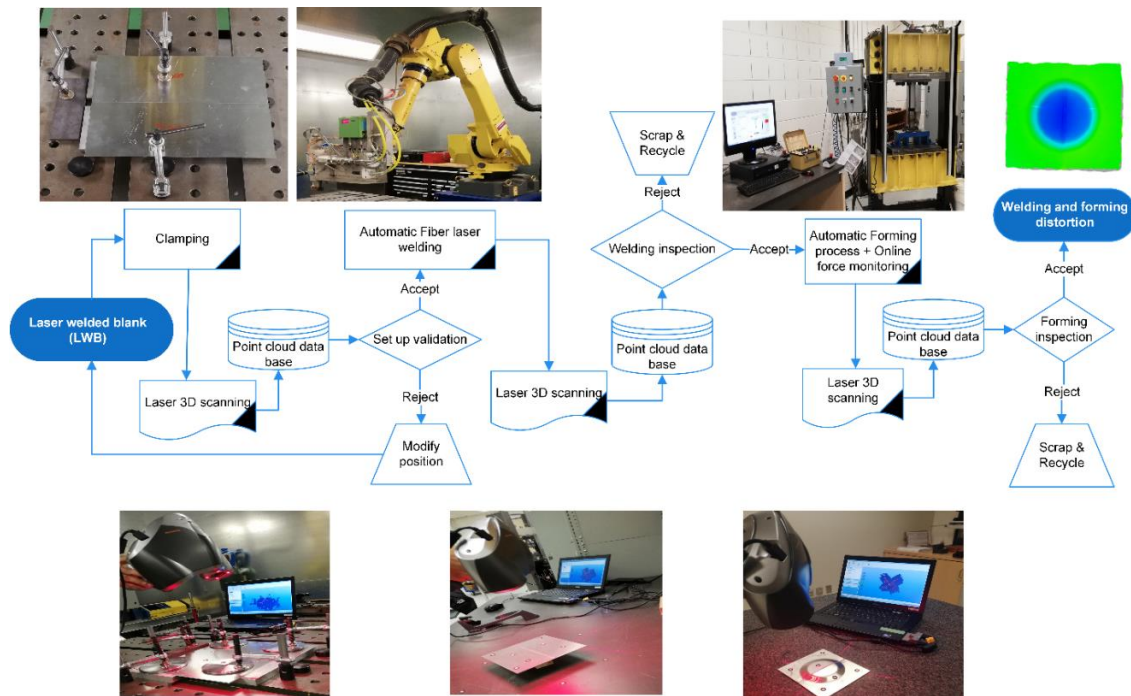 Clamping
Laser welded blank
(LWB)
Laser 3D scanning
Point cloud data
base
Set up validation
Accept
Automatic Fiber laser
welding
Reject
Modify
position
Laser 3D scanning
Point cloud data
base
Welding inspection
Reject
Scrap &
Recycle
Accept
Automatic Forming
process + Online
force monitoring
Laser 3D
scanning
Point cloud data
base
Forming
inspection
Accept
Welding and forming
distortion
Reject
Scrap &
Recycle